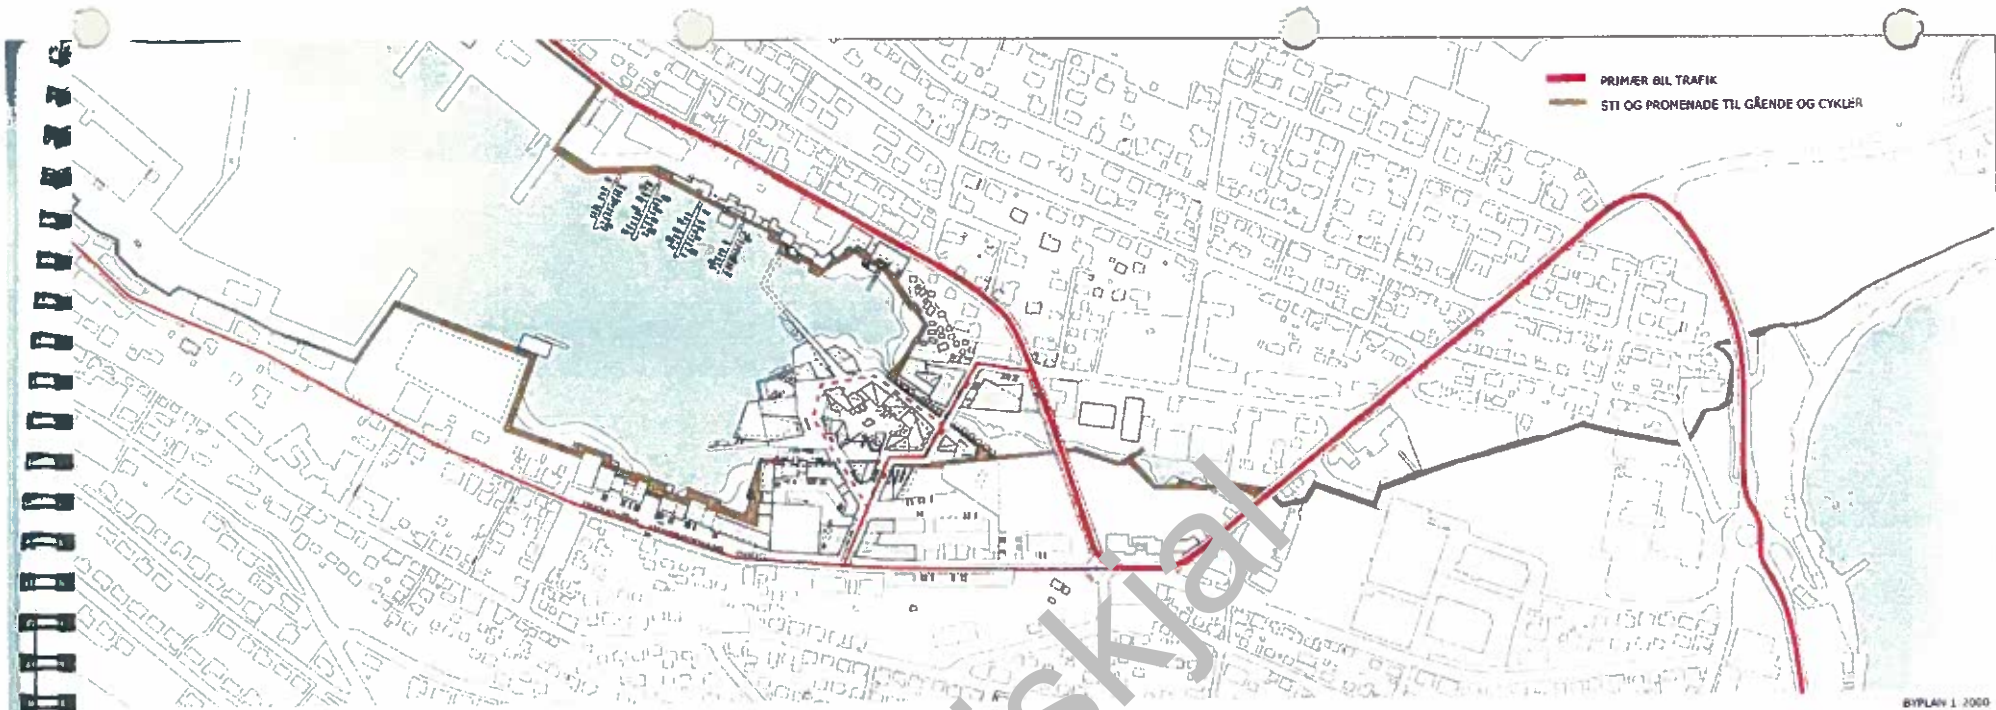 PRIMÆR BIL TRAFIK
STI OG PROMENADE TIL GÅENDE OG CYKLER
skjal
BYPLAN 1:2000